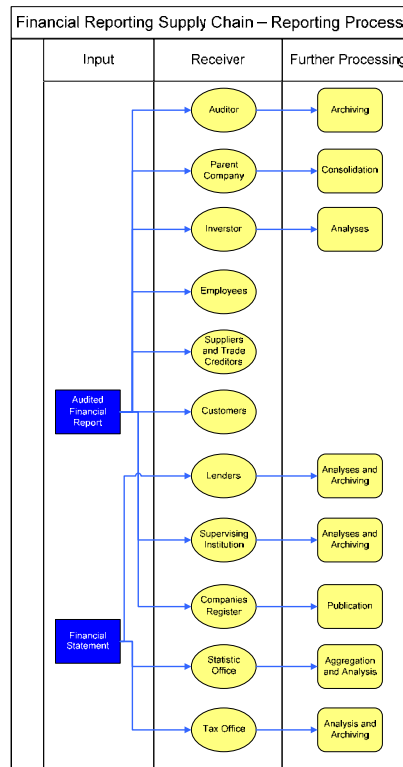 Financial Reporting Supply Chain – Reporting Process
Input
Receiver
Further Processing
Auditor
Archiving
Parent
Company
Consolidation
Inverstor
Analyses
Employees
Suppliers
and Trade
Creditors
Audited
Financial
Report
Customers
Lenders
Analyses and
Archiving
Supervising
Institution
Analyses and
Archiving
Companies
Register
Publication
Financial
Statement
Statistic
Office
Aggregation
and Analysis
Tax Office
Analysis and
Archiving